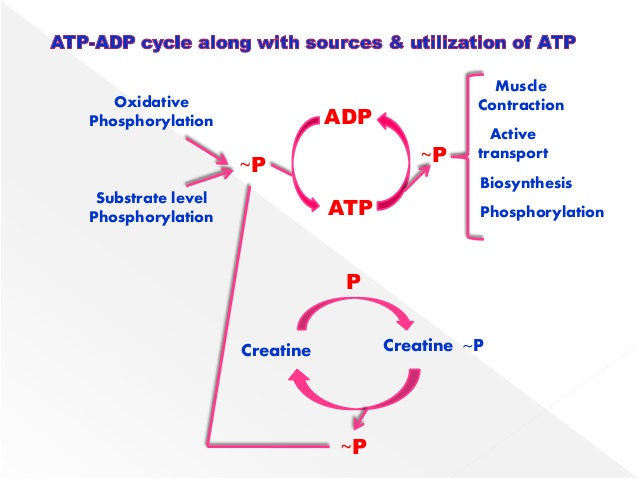 ATP-ADP cycle along with sources & utilization of ATP
Oxidative
Phosphorylation
Substrate level
Phosphorylation
~P
ADP
ATP
~P
Muscle
Contraction
Active
transport
Biosynthesis
Phosphorylation
P
Creatine
Creatine ~P
~P